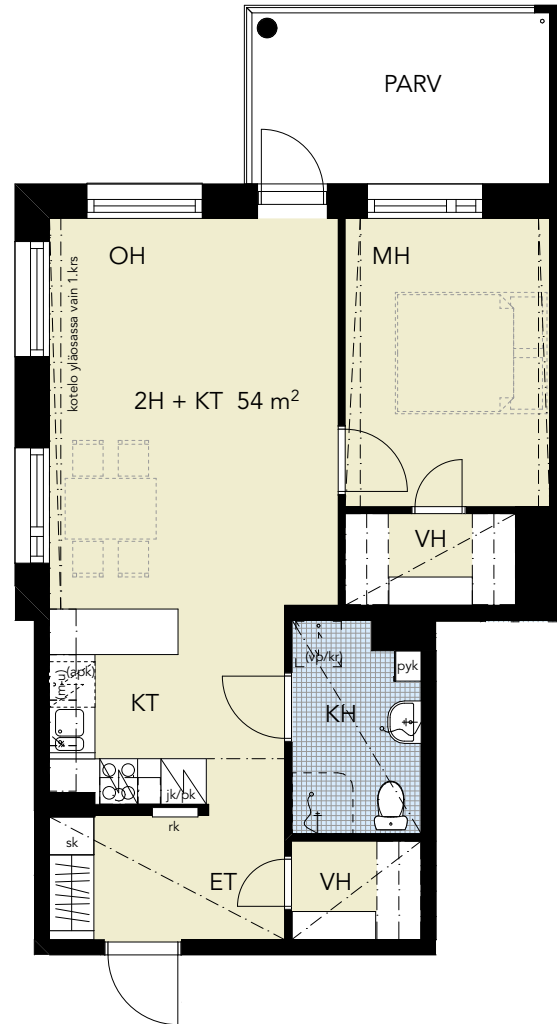 PARV
OH
MH
kotelo yläosassa vain 1.krs
2H + KT 54 m²
VH
(vp/kr)
pyk
(apk)
KT
KH
jk/pk
rk
sk
ET
VH